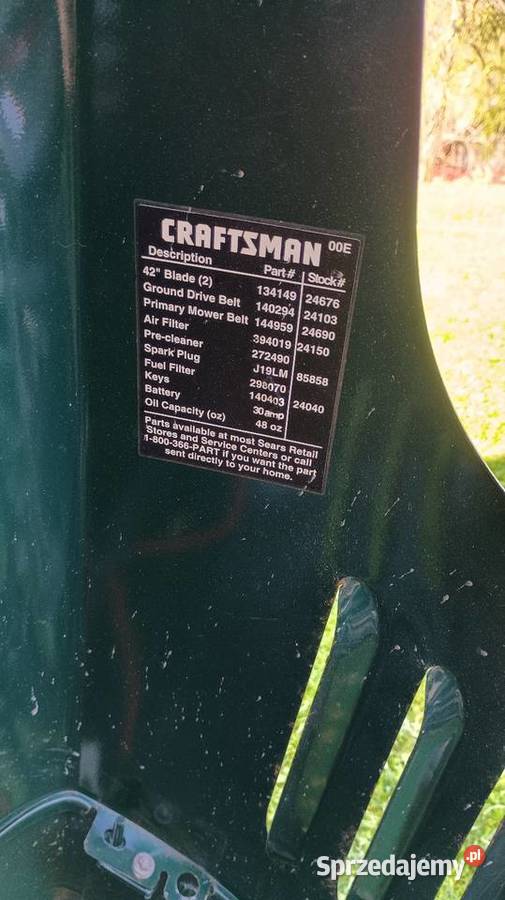 CRAFTSMAN 00E
Description Part# Stock#
42" Blade (2) 134149 24676
Ground Drive Belt 140294 24103
Primary Mower Belt 144959 24690
Air Filter 394019 24150
Pre-cleaner 272490
Spark Plug J19LM 85858
Fuel Filter 298070
Keys 140403 24040
Battery 30amp
Oil Capacity (oz) 48 oz
Parts available at most Sears Retail
Stores and Service Centers or call
1-800-366-PART if you want the part
sent directly to your home.
Sprzedajemy.pl